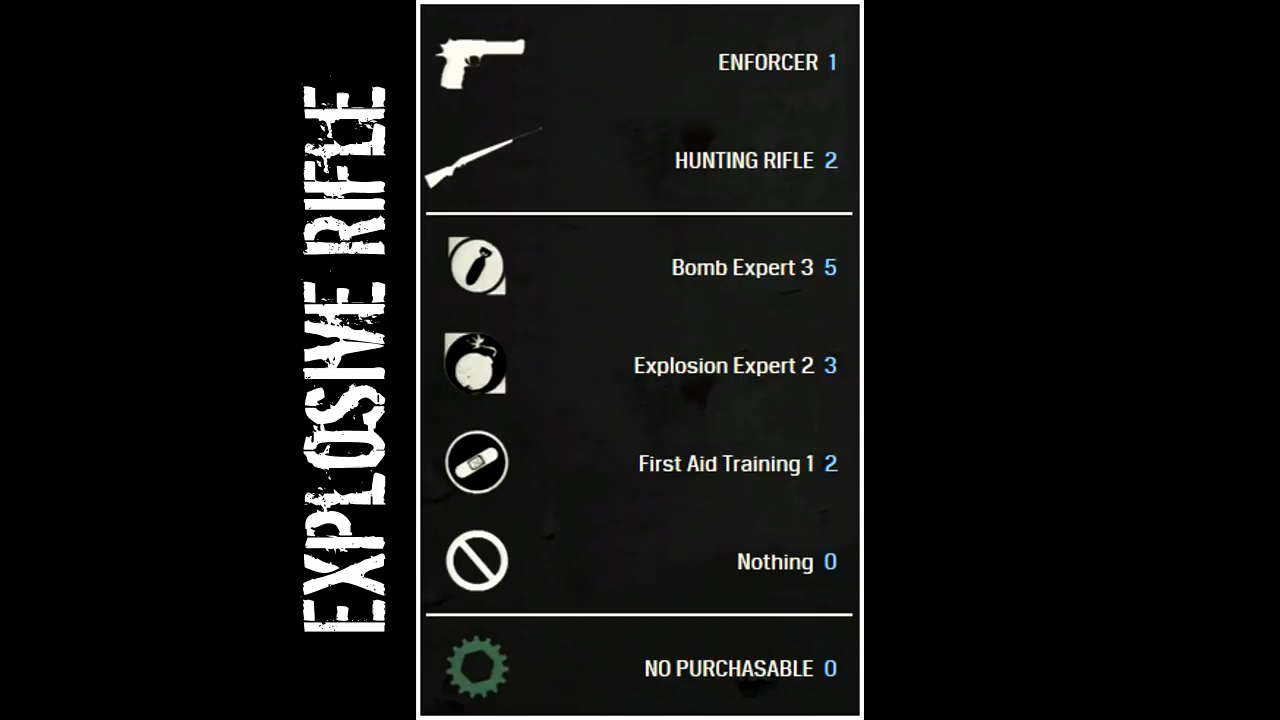 EXPLOSIVE RIFLE
ENFORCER 1
HUNTING RIFLE 2
Bomb Expert 3 5
Explosion Expert 2 3
First Aid Training 1 2
Nothing 0
NO PURCHASABLE 0